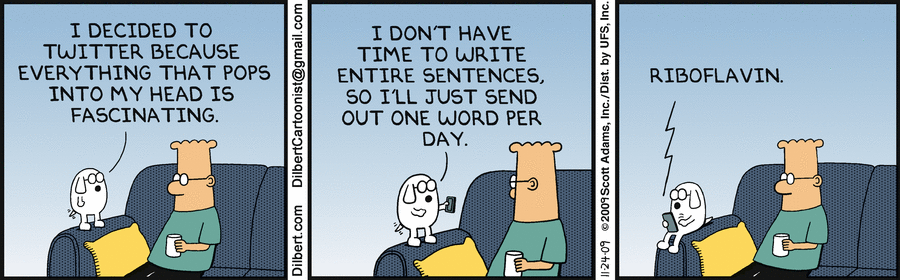 I DECIDED TO
TWITTER BECAUSE
EVERYTHING THAT POPS
INTO MY HEAD IS
FASCINATING.
Dilbert.com DilbertCartoonist@gmail.com
I DON'T HAVE
TIME TO WRITE
ENTIRE SENTENCES,
SO I'LL JUST SEND
OUT ONE WORD PER
DAY.
11-24-09 ©2009 Scott Adams, Inc./Dist. by UFS, Inc.
RIBOFLAVIN.